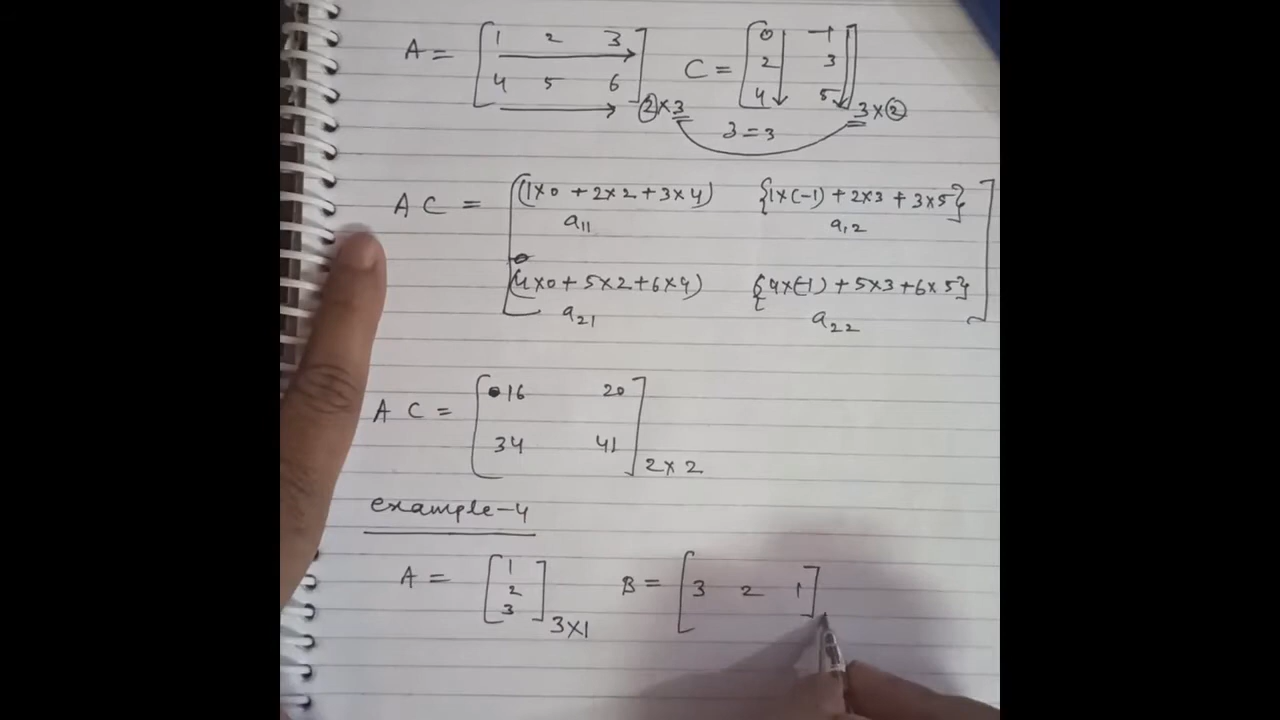 A = [ 1 2 3 C = [ 0 -1
4 5 6 ] 2×3 2 3
4 5 ] 3×2
3 = 3
A C = [ (1×0 + 2×2 + 3×4) {1×(-1) + 2×3 + 3×5}
a11 a12
(4×0 + 5×2 + 6×4) {4×(-1) + 5×3 + 6×5} ]
a21 a22
A C = [ 16 20
34 41 ] 2×2
example-4
A = [ 1 2 3 ] 3×1 B = [ 3 2 1 ]